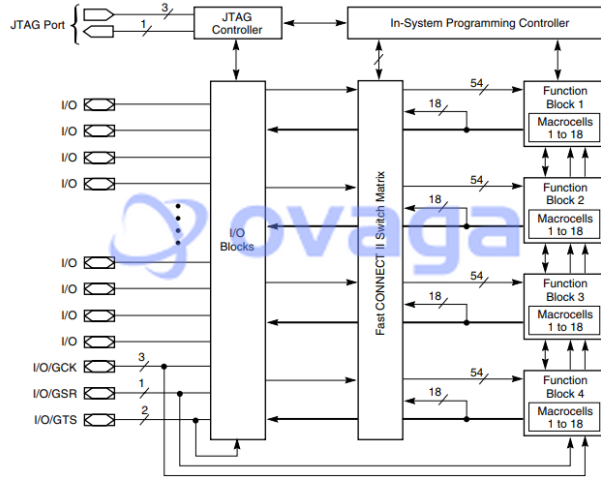 JTAG Port
3
1
JTAG
Controller
In-System Programming Controller
I/O
I/O
I/O
I/O
I/O
I/O
I/O
I/O
I/O/GCK
3
I/O/GSR
1
I/O/GTS
2
I/O
Blocks
Fast CONNECT II Switch Matrix
54
18
Function
Block 1
Macrocells
1 to 18
54
18
Function
Block 2
Macrocells
1 to 18
54
18
Function
Block 3
Macrocells
1 to 18
54
18
Function
Block 4
Macrocells
1 to 18
ovaga